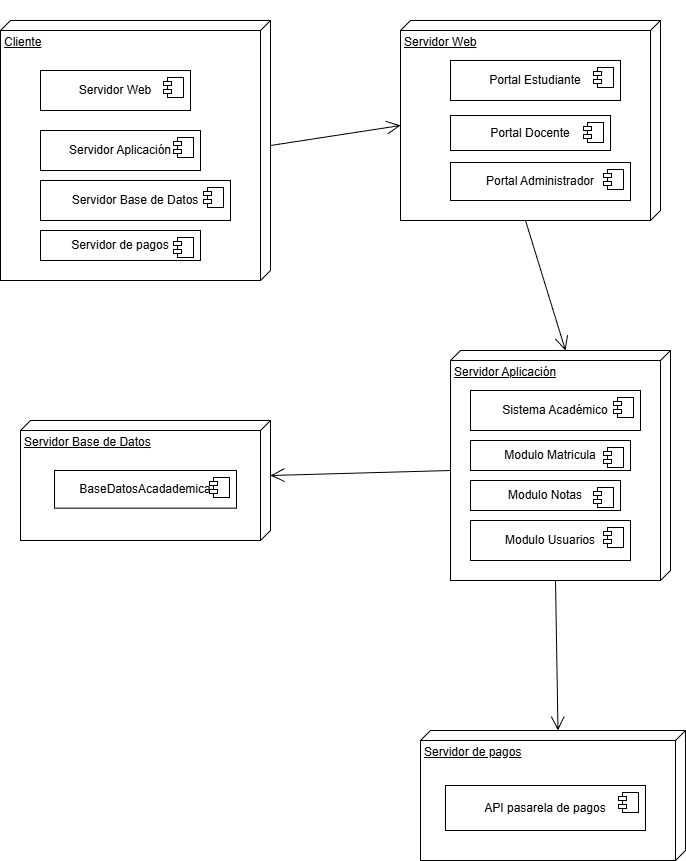 Cliente
Servidor Web
Servidor Aplicación
Servidor Base de Datos
Servidor de pagos
Servidor Web
Portal Estudiante
Portal Docente
Portal Administrador
Servidor Aplicación
Sistema Académico
Modulo Matricula
Modulo Notas
Modulo Usuarios
Servidor Base de Datos
BaseDatosAcadademica
Servidor de pagos
API pasarela de pagos